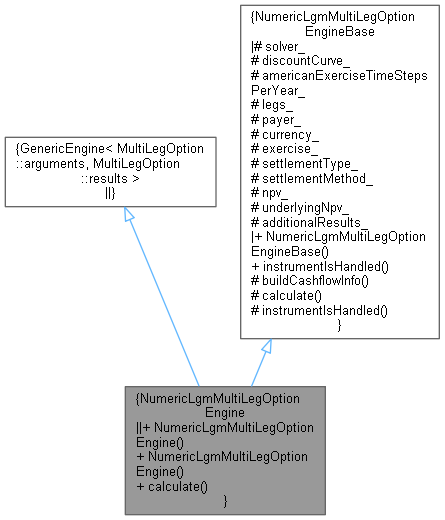 {NumericLgmMultiLegOption
EngineBase
|# solver_
# discountCurve_
# americanExerciseTimeSteps
PerYear_
# legs_
# payer_
# currency_
# exercise_
# settlementType_
# settlementMethod_
# npv_
# underlyingNpv_
# additionalResults_
|+ NumericLgmMultiLegOption
EngineBase()
+ instrumentIsHandled()
# buildCashflowInfo()
# calculate()
# instrumentIsHandled()
}
{GenericEngine< MultiLegOption
::arguments, MultiLegOption
::results >
||}
{NumericLgmMultiLegOption
Engine
||+ NumericLgmMultiLegOption
Engine()
+ NumericLgmMultiLegOption
Engine()
+ calculate()
}